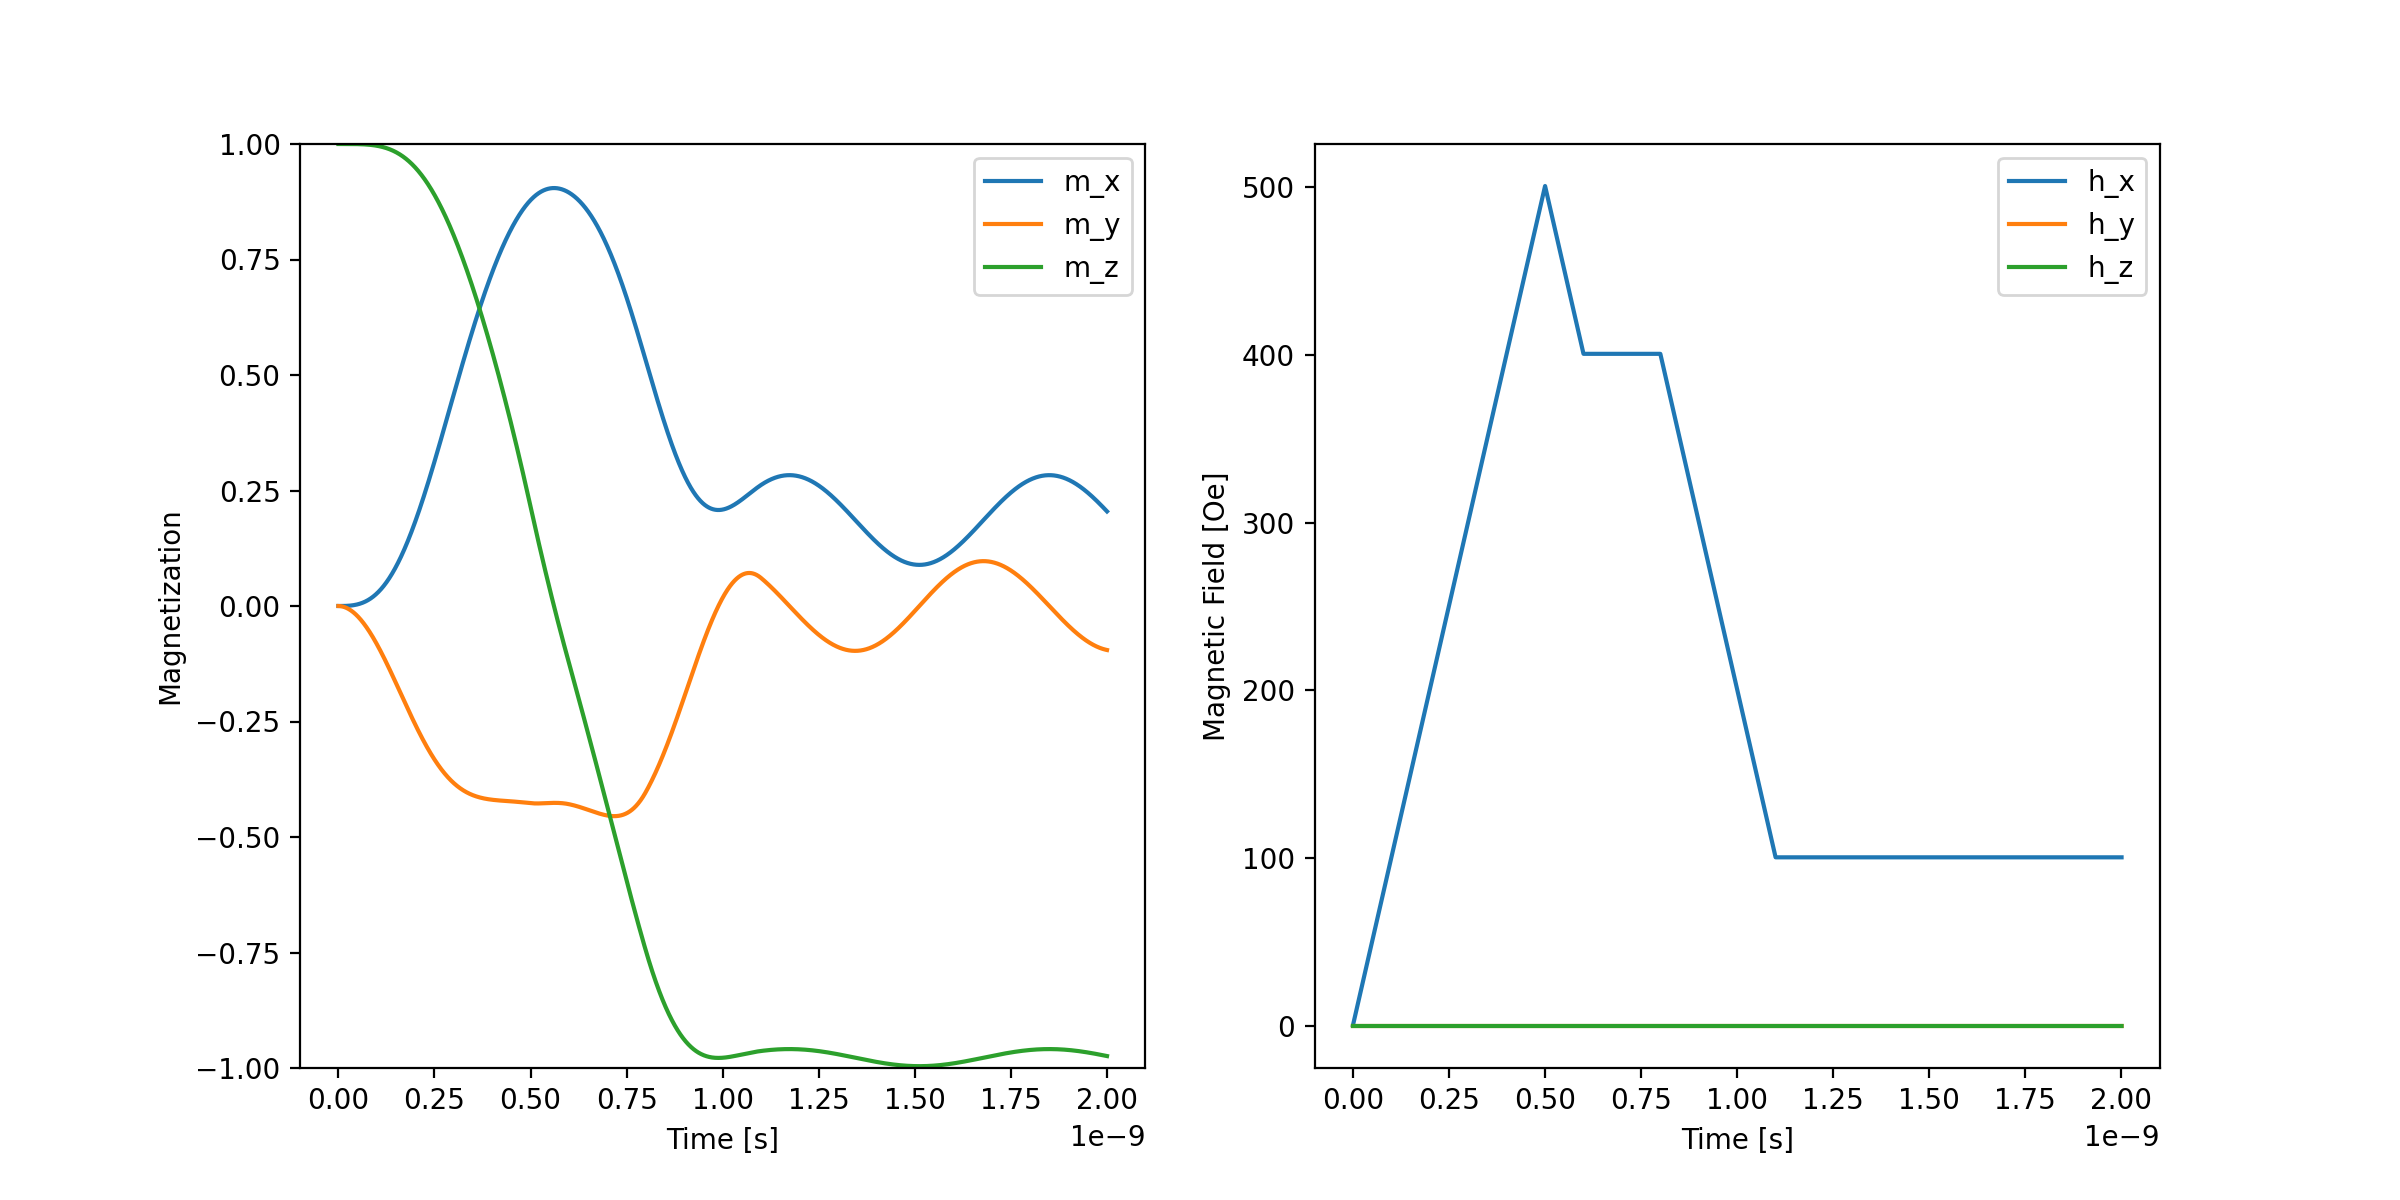 Magnetization
1.00
0.75
0.50
0.25
0.00
−0.25
−0.50
−0.75
−1.00
m_x
m_y
m_z
0.00 0.25 0.50 0.75 1.00 1.25 1.50 1.75 2.00
Time [s]
1e−9
Magnetic Field [Oe]
500
400
300
200
100
0
h_x
h_y
h_z
0.00 0.25 0.50 0.75 1.00 1.25 1.50 1.75 2.00
Time [s]
1e−9